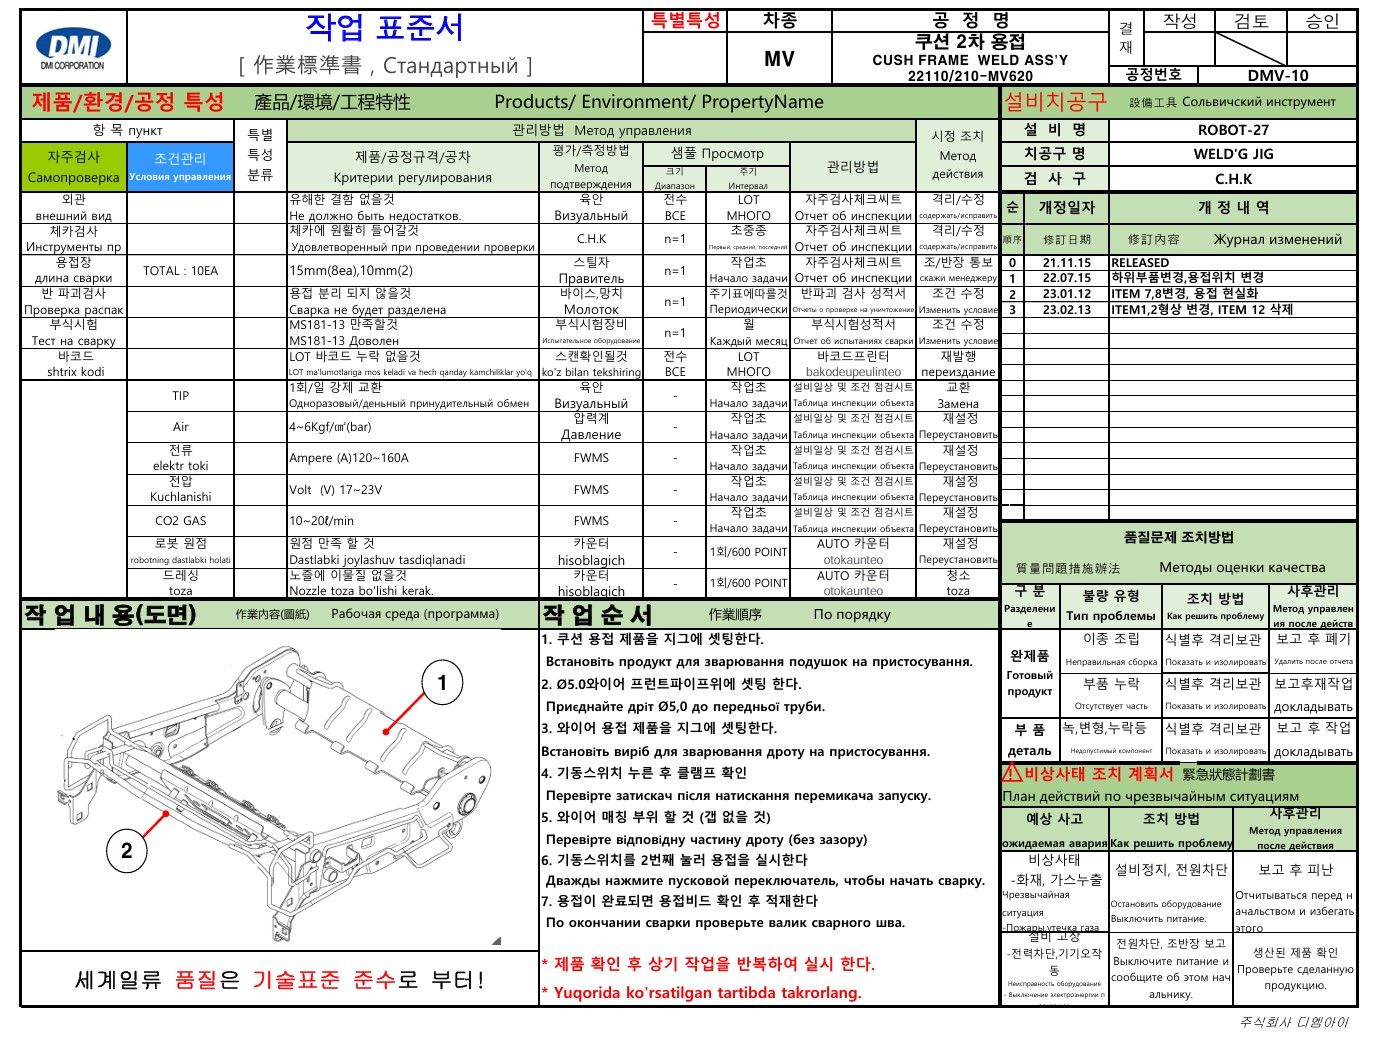 DMI
DMI CORPORATION
작업 표준서
[ 作業標準書 , Стандартный ]
특별특성
차종
MV
공 정 명
쿠션 2차 용접
CUSH FRAME WELD ASS'Y
22110/210-MV620
결재
작성
검토
승인
공정번호
DMV-10
제품/환경/공정 특성 產品/環境/工程特性 Products/ Environment/ PropertyName
항 목 пункт
특별
특성
분류
관리방법 Метод управления
시정 조치
Метод
действия
자주검사
Самопроверка
조건관리
Условия управления
제품/공정규격/공차
Критерии регулирования
평가/측정방법
Метод
подтверждения
샘풀 Просмотр
크기
Диапазон
주기
Интервал
관리방법
외관
внешний вид
유해한 결함 없을것
Не должно быть недостатков.
육안
Визуальный
전수
ВСЕ
LOT
МНОГО
자주검사체크씨트
Отчет об инспекции
격리/수정
содержать/исправить
체카검사
Инструменты пр
체카에 원활히 들어갈것
Удовлетворенный при проведении проверки
C.H.K
n=1
초중종
Первый, средний, последний.
자주검사체크씨트
Отчет об инспекции
격리/수정
содержать/исправить
용접장
длина сварки
TOTAL : 10EA
15mm(8ea),10mm(2)
스틸자
Правитель
n=1
작업초
Начало задачи
자주검사체크씨트
Отчет об инспекции
조/반장 통보
скажи менеджеру
반 파괴검사
Проверка распак
용접 분리 되지 않을것
Сварка не будет разделена
바이스,망치
Молоток
n=1
주기표에따를것
Периодически
반파괴 검사 성적서
Отчеты о проверке на уничтожение
조건 수정
Изменить условие
부식시험
Тест на сварку
MS181-13 만족할것
MS181-13 Доволен
부식시험장비
Испытательное оборудование
n=1
월
Каждый месяц
부식시험성적서
Отчет об испытаниях сварки
조건 수정
Изменить условие
바코드
shtrix kodi
LOT 바코드 누락 없을것
LOT ma'lumotlariga mos keladi va hech qanday kamchiliklar yo'q
스캔확인될것
ko'z bilan tekshiring
전수
ВСЕ
LOT
МНОГО
바코드프린터
bakodeupeulinteo
재발행
переиздание
TIP
1회/일 강제 교환
Одноразовый/деньный принудительный обмен
육안
Визуальный
-
작업초
Начало задачи
설비일상 및 조건 점검시트
Таблица инспекции объекта
교환
Замена
Air
4~6Kgf/㎠(bar)
압력계
Давление
-
작업초
Начало задачи
설비일상 및 조건 점검시트
Таблица инспекции объекта
재설정
Переустановить
전류
elektr toki
Ampere (A)120~160A
FWMS
-
작업초
Начало задачи
설비일상 및 조건 점검시트
Таблица инспекции объекта
재설정
Переустановить
전압
Kuchlanishi
Volt (V) 17~23V
FWMS
-
작업초
Начало задачи
설비일상 및 조건 점검시트
Таблица инспекции объекта
재설정
Переустановить
CO2 GAS
10~20ℓ/min
FWMS
-
작업초
Начало задачи
설비일상 및 조건 점검시트
Таблица инспекции объекта
재설정
Переустановить
로봇 원점
robotning dastlabki holati
원점 만족 할 것
Dastlabki joylashuv tasdiqlanadi
카운터
hisoblagich
-
1회/600 POINT
AUTO 카운터
otokaunteo
재설정
Переустановить
드레싱
toza
노즐에 이물질 없을것
Nozzle toza bo'lishi kerak.
카운터
hisoblagich
-
1회/600 POINT
AUTO 카운터
otokaunteo
청소
toza
설비치공구 設備工具 Сольвичский инструмент
설 비 명
ROBOT-27
치공구 명
WELD'G JIG
검 사 구
C.H.K
순 개정일자 개 정 내 역
順序 修訂日期 修訂內容 Журнал изменений
0 21.11.15 RELEASED
1 22.07.15 하위부품변경,용접위치 변경
2 23.01.12 ITEM 7,8변경, 용접 현실화
3 23.02.13 ITEM1,2형상 변경, ITEM 12 삭제
품질문제 조치방법
質量問題措施辦法 Методы оценки качества
구 분
Разделени
е
불량 유형
Тип проблемы
조치 방법
Как решить проблему
사후관리
Метод управлен
ия после действ
완제품
Готовый
продукт
이종 조립
Неправильная сборка
식별후 격리보관
Показать и изолировать
보고 후 폐기
Удалить после отчета
부품 누락
Отсутствует часть
식별후 격리보관
Показать и изолировать
보고후재작업
докладывать
부 품
деталь
녹,변형,누락등
Недопустимый компонент
식별후 격리보관
Показать и изолировать
보고 후 작업
докладывать
비상사태 조치 계획서 緊急狀態計劃書
План действий по чрезвычайным ситуациям
예상 사고
ожидаемая авария
조치 방법
Как решить проблему
사후관리
Метод управления
после действия
비상사태
-화재, 가스누출
Чрезвычайная
ситуация
-Пожары,утечка газа
설비정지, 전원차단
Остановить оборудование
Выключить питание.
보고 후 피난
Отчитываться перед н
ачальством и избегать
этого
설비 고장
-전력차단,기기오작
동
Неисправность оборудования
- Выключение электроэнергии п
전원차단, 조반장 보고
Выключите питание и
сообщите об этом нач
альнику.
생산된 제품 확인
Проверьте сделанную
продукцию.
작 업 내 용(도면) 作業內容(圖紙) Рабочая среда (программа)
1
2
세계일류 품질은 기술표준 준수로 부터!
작 업 순 서 作業順序 По порядку
1. 쿠션 용접 제품을 지그에 셋팅한다.
Встановіть продукт для зварювання подушок на пристосування.
2. Ø5.0와이어 프런트파이프위에 셋팅 한다.
Приєднайте дріт Ø5,0 до передньої труби.
3. 와이어 용접 제품을 지그에 셋팅한다.
Встановіть виріб для зварювання дроту на пристосування.
4. 기동스위치 누른 후 클램프 확인
Перевірте затискач після натискання перемикача запуску.
5. 와이어 매칭 부위 할 것 (갭 없을 것)
Перевірте відповідну частину дроту (без зазору)
6. 기동스위치를 2번째 눌러 용접을 실시한다
Дважды нажмите пусковой переключатель, чтобы начать сварку.
7. 용접이 완료되면 용접비드 확인 후 적재한다
По окончании сварки проверьте валик сварного шва.
* 제품 확인 후 상기 작업을 반복하여 실시 한다.
* Yuqorida ko'rsatilgan tartibda takrorlang.
주식회사 디엠아이